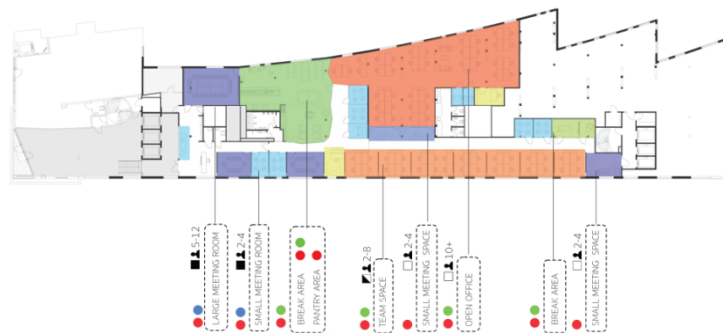 5-12
LARGE MEETING ROOM
2-4
SMALL MEETING ROOM
BREAK AREA
PANTRY AREA
2-8
TEAM SPACE
2-4
SMALL MEETING SPACE
10+
OPEN OFFICE
BREAK AREA
2-4
SMALL MEETING SPACE